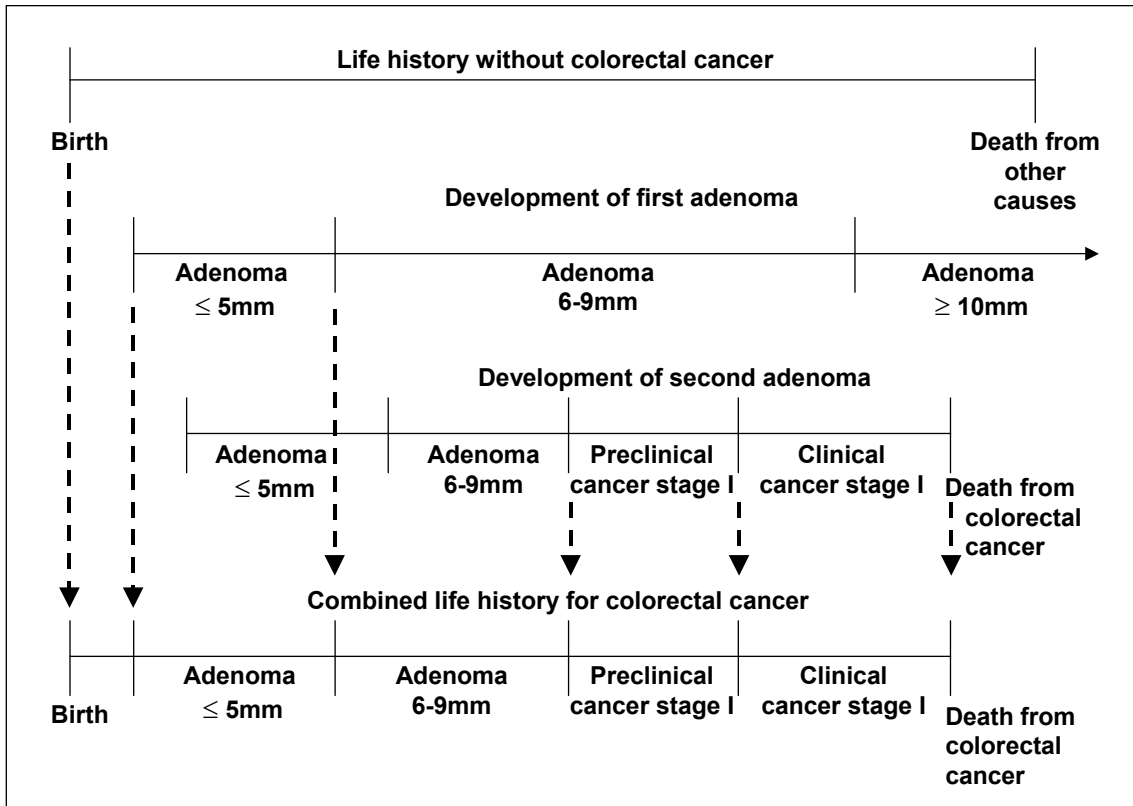 Life history without colorectal cancer
Birth
Death from
other
causes
Development of first adenoma
Adenoma
≤ 5mm
Adenoma
6-9mm
Adenoma
≥ 10mm
Development of second adenoma
Adenoma
≤ 5mm
Adenoma
6-9mm
Preclinical
cancer stage I
Clinical
cancer stage I
Death from
colorectal
cancer
Combined life history for colorectal cancer
Birth
Adenoma
≤ 5mm
Adenoma
6-9mm
Preclinical
cancer stage I
Clinical
cancer stage I
Death from
colorectal
cancer